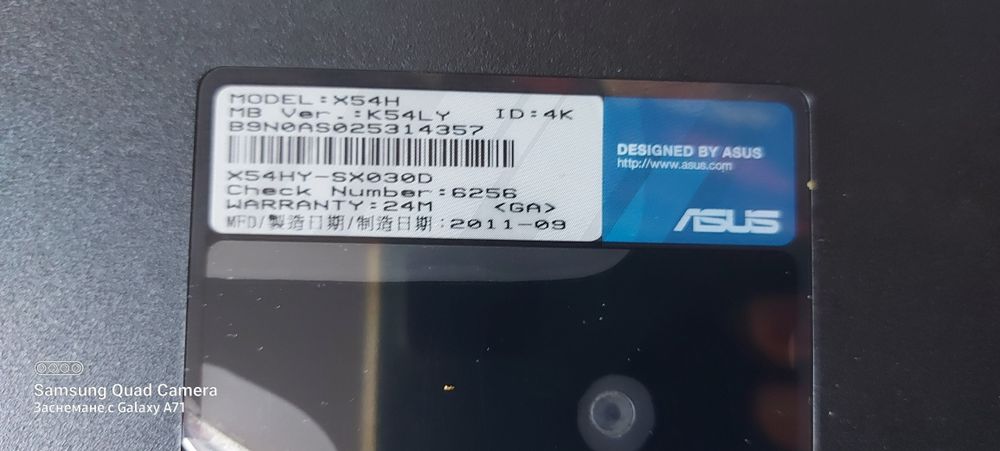 MODEL:X54H
MB Ver.:K54LY ID:4K
B9N0AS025314357
X54HY-SX030D
Check Number:6256
WARRANTY:24M <GA>
MFD/製造日期/制造日期:2011-09
DESIGNED BY ASUS
http://www.asus.com
ASUS
Samsung Quad Camera
Заснемане с Galaxy A71